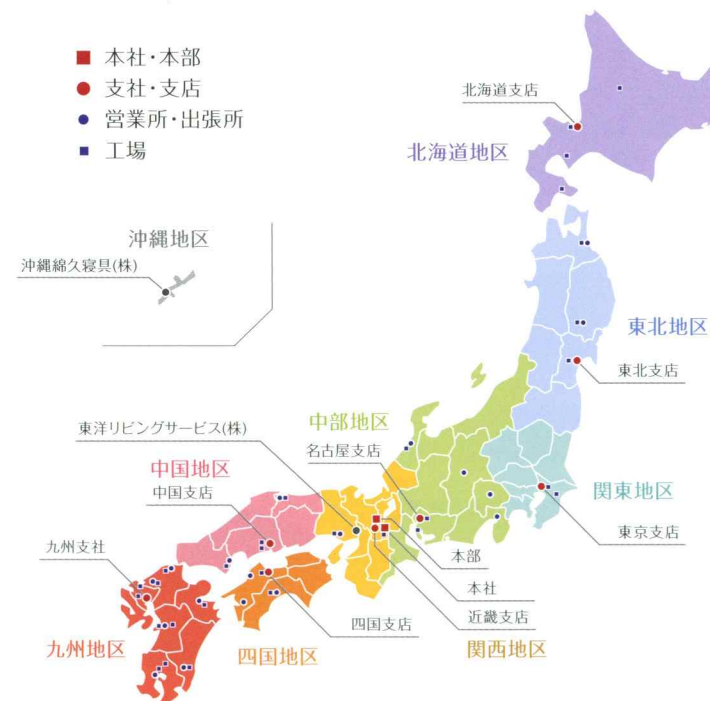 本社・本部
支社・支店
営業所・出張所
工場
北海道支店
北海道地区
沖縄地区
沖縄綿久寝具(株)
東北地区
東北支店
中部地区
東洋リビングサービス(株)
名古屋支店
中国地区
中国支店
関東地区
東京支店
九州支社
本部
本社
近畿支店
四国支店
九州地区
四国地区
関西地区